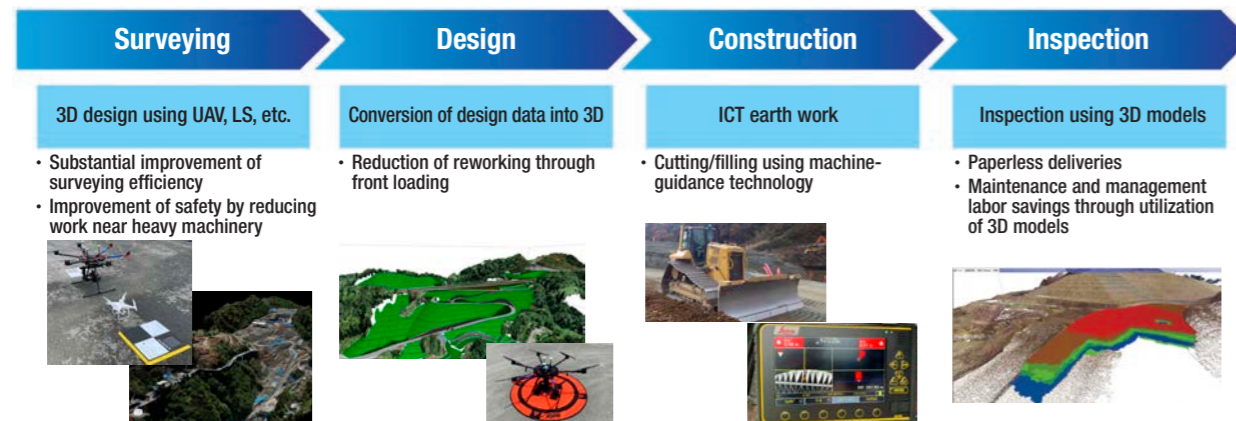 Surveying
Design
Construction
Inspection
3D design using UAV, LS, etc.
Conversion of design data into 3D
ICT earth work
Inspection using 3D models
・Substantial improvement of
surveying efficiency
・Improvement of safety by reducing
work near heavy machinery
・Reduction of reworking through
front loading
・Cutting/filling using machine-
guidance technology
・Paperless deliveries
・Maintenance and management
labor savings through utilization
of 3D models